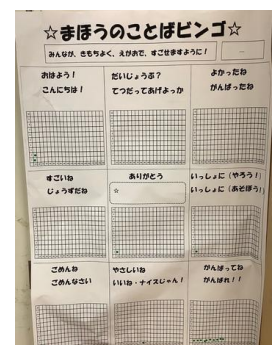 ☆まほうのことばビンゴ☆
みんなが、きもちよく、えがおで、すごせますように！
おはよう！
こんにちは！
だいじょうぶ？
てつだってあげよっか
よかったね
がんばったね
すごいね
じょうずだね
ありがとう
☆
いっしょに（やろう！）
いっしょに（あそぼう！）
ごめんね
ごめんなさい
やさしいね
いいね・ナイスじゃん！
がんばってね
がんばれ！！